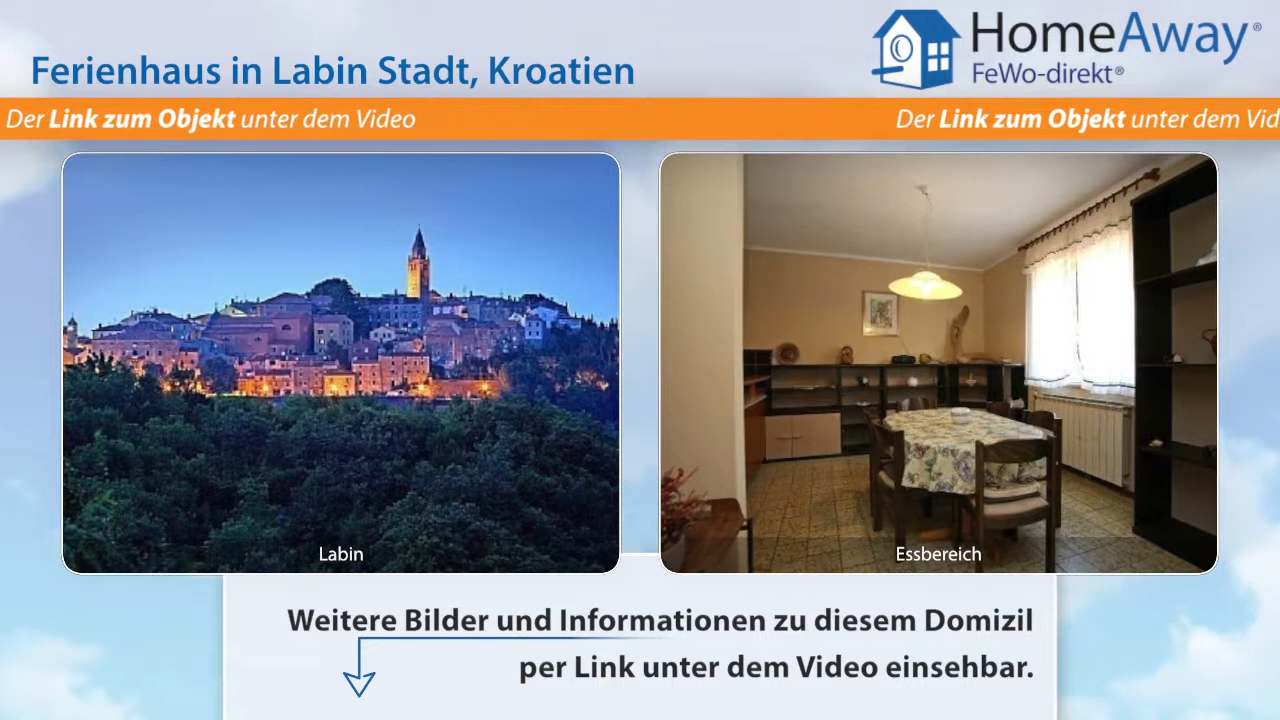 Ferienhaus in Labin Stadt, Kroatien
HomeAway®
FeWo-direkt®
Der Link zum Objekt unter dem Video
Der Link zum Objekt unter dem Vid
Labin
Essbereich
Weitere Bilder und Informationen zu diesem Domizil
per Link unter dem Video einsehbar.